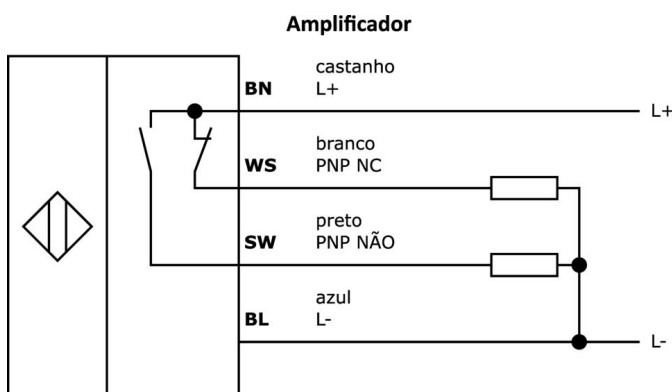 Amplificador
castanho
BN L+
L+
branco
WS PNP NC
preto
SW PNP NÃO
azul
BL L-
L-